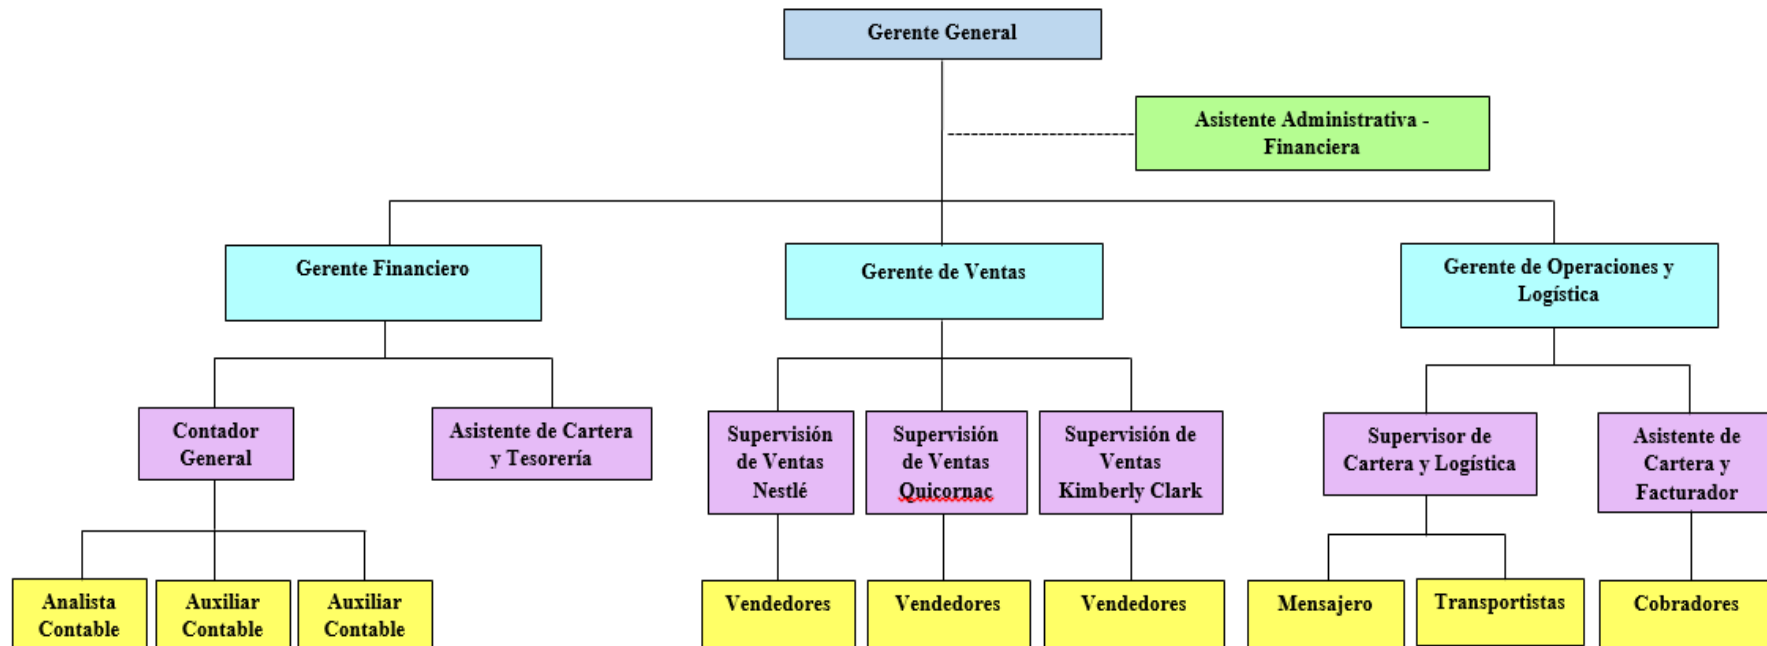 Gerente General
Asistente Administrativa -
Financiera
Gerente Financiero
Gerente de Ventas
Gerente de Operaciones y
Logística
Contador
General
Asistente de Cartera
y Tesorería
Supervisión
de Ventas
Nestlé
Supervisión
de Ventas
Quicornac
Supervisión de
Ventas
Kimberly Clark
Supervisor de
Cartera y Logística
Asistente de
Cartera y
Facturador
Analista
Contable
Auxiliar
Contable
Auxiliar
Contable
Vendedores
Vendedores
Vendedores
Mensajero
Transportistas
Cobradores